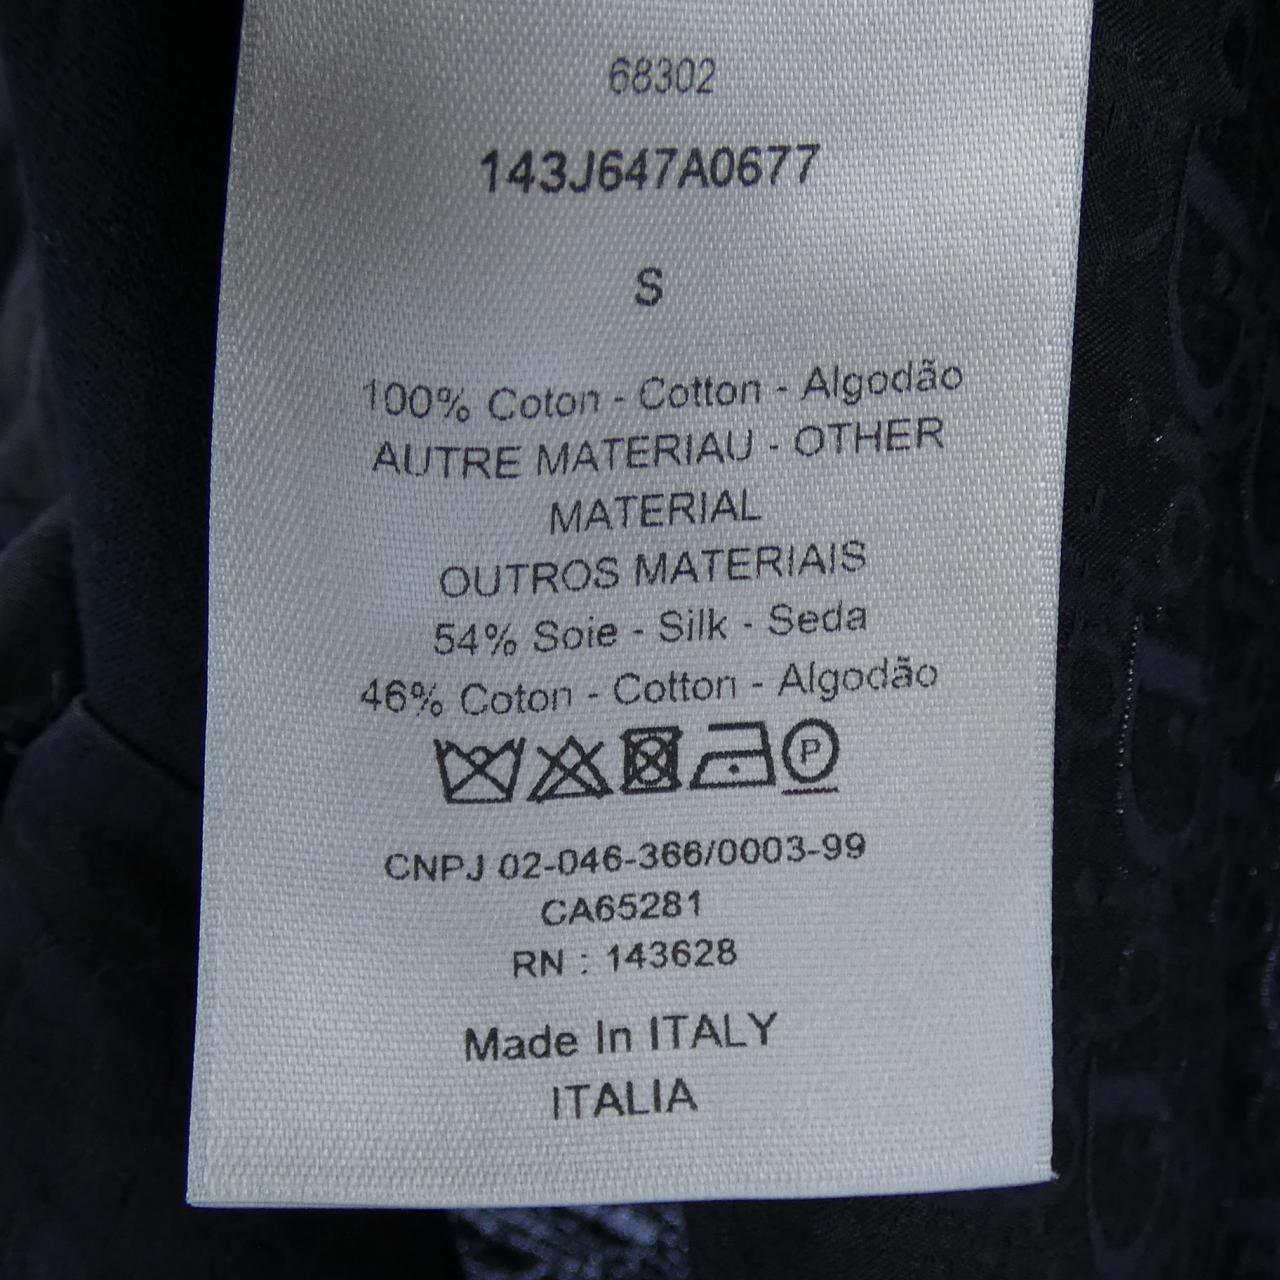 68302
143J647A0677
S
100% Coton - Cotton - Algodão
AUTRE MATERIAU - OTHER
MATERIAL
OUTROS MATERIAIS
54% Soie - Silk - Seda
46% Coton - Cotton - Algodão
P
CNPJ 02-046-366/0003-99
CA65281
RN : 143628
Made In ITALY
ITALIA